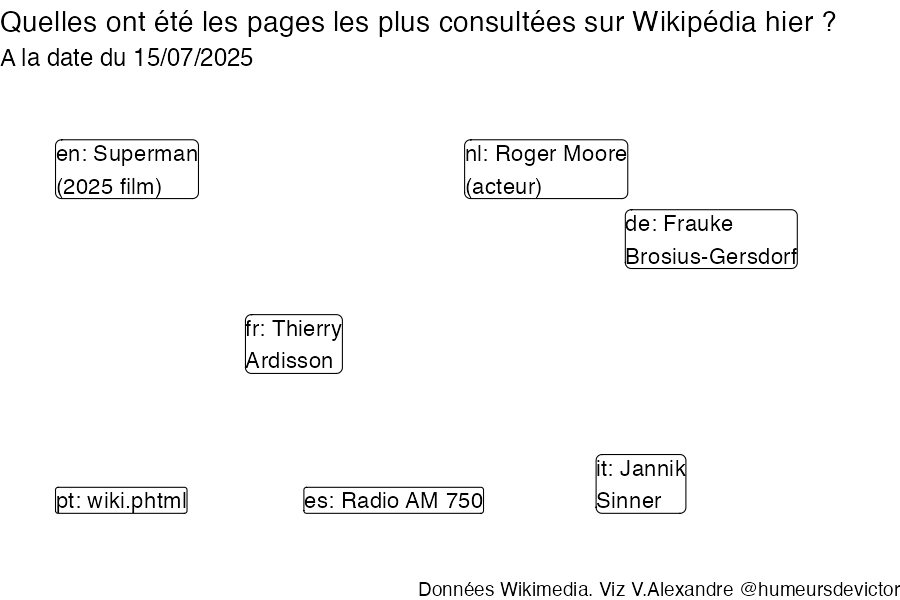 Quelles ont été les pages les plus consultées sur Wikipédia hier ?
A la date du 15/07/2025
en: Superman
(2025 film)
nl: Roger Moore
(acteur)
de: Frauke
Brosius-Gersdorf
fr: Thierry
Ardisson
it: Jannik
Sinner
pt: wiki.phtml
es: Radio AM 750
Données Wikimedia. Viz V.Alexandre @humeursdevictor